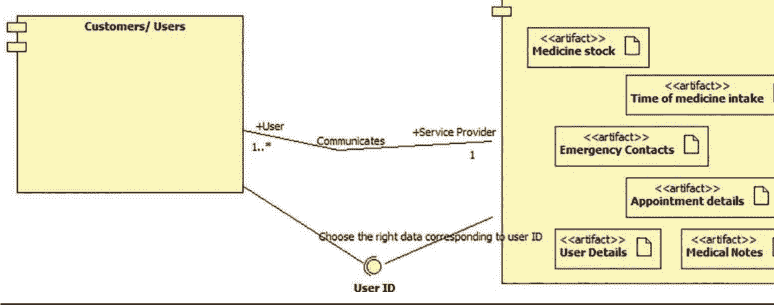 Customers/ Users
<<artifact>>
Medicine stock
<<artifact>>
Time of medicine intake
+User
Communicates
+Service Provider
1..*
1
<<artifact>>
Emergency Contacts
<<artifact>>
Appointment details
Choose the right data corresponding to user ID
<<artifact>>
User Details
<<artifact>>
Medical Notes
User ID